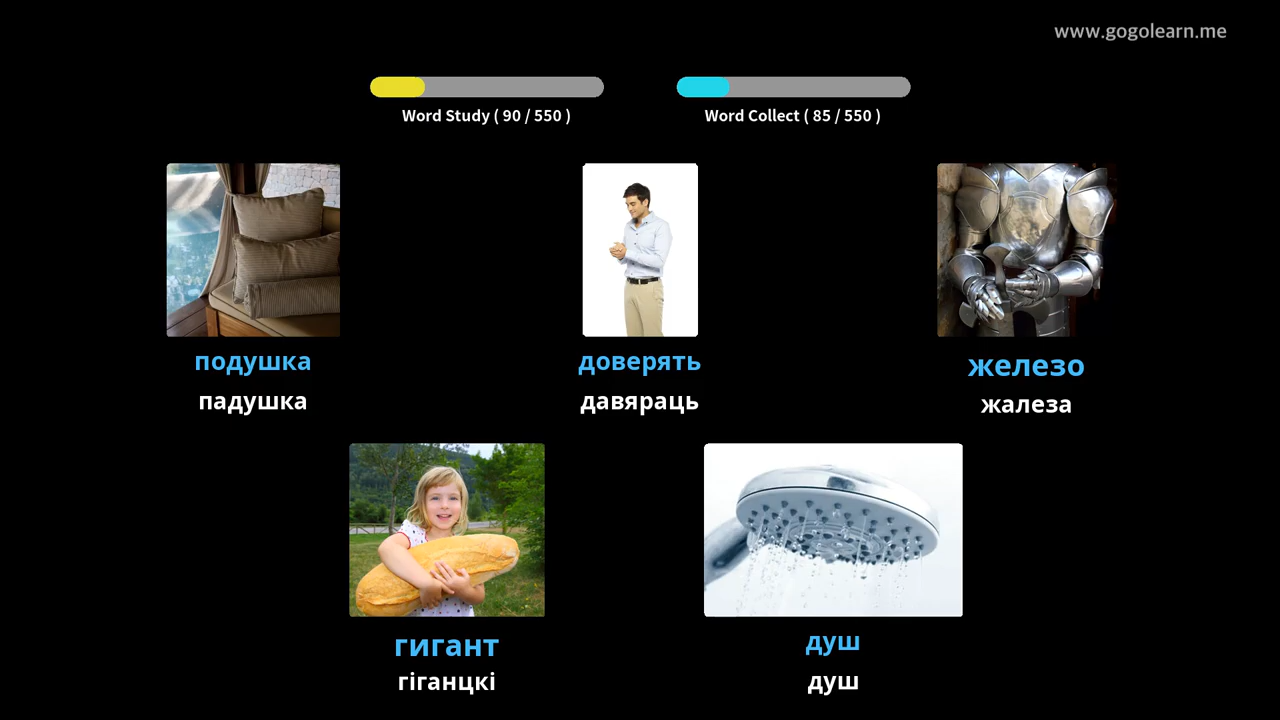 www.gogolearn.me
Word Study ( 90 / 550 )
Word Collect ( 85 / 550 )
подушка
падушка
доверять
давяраць
железо
жалеза
гигант
гіганцкі
душ
душ